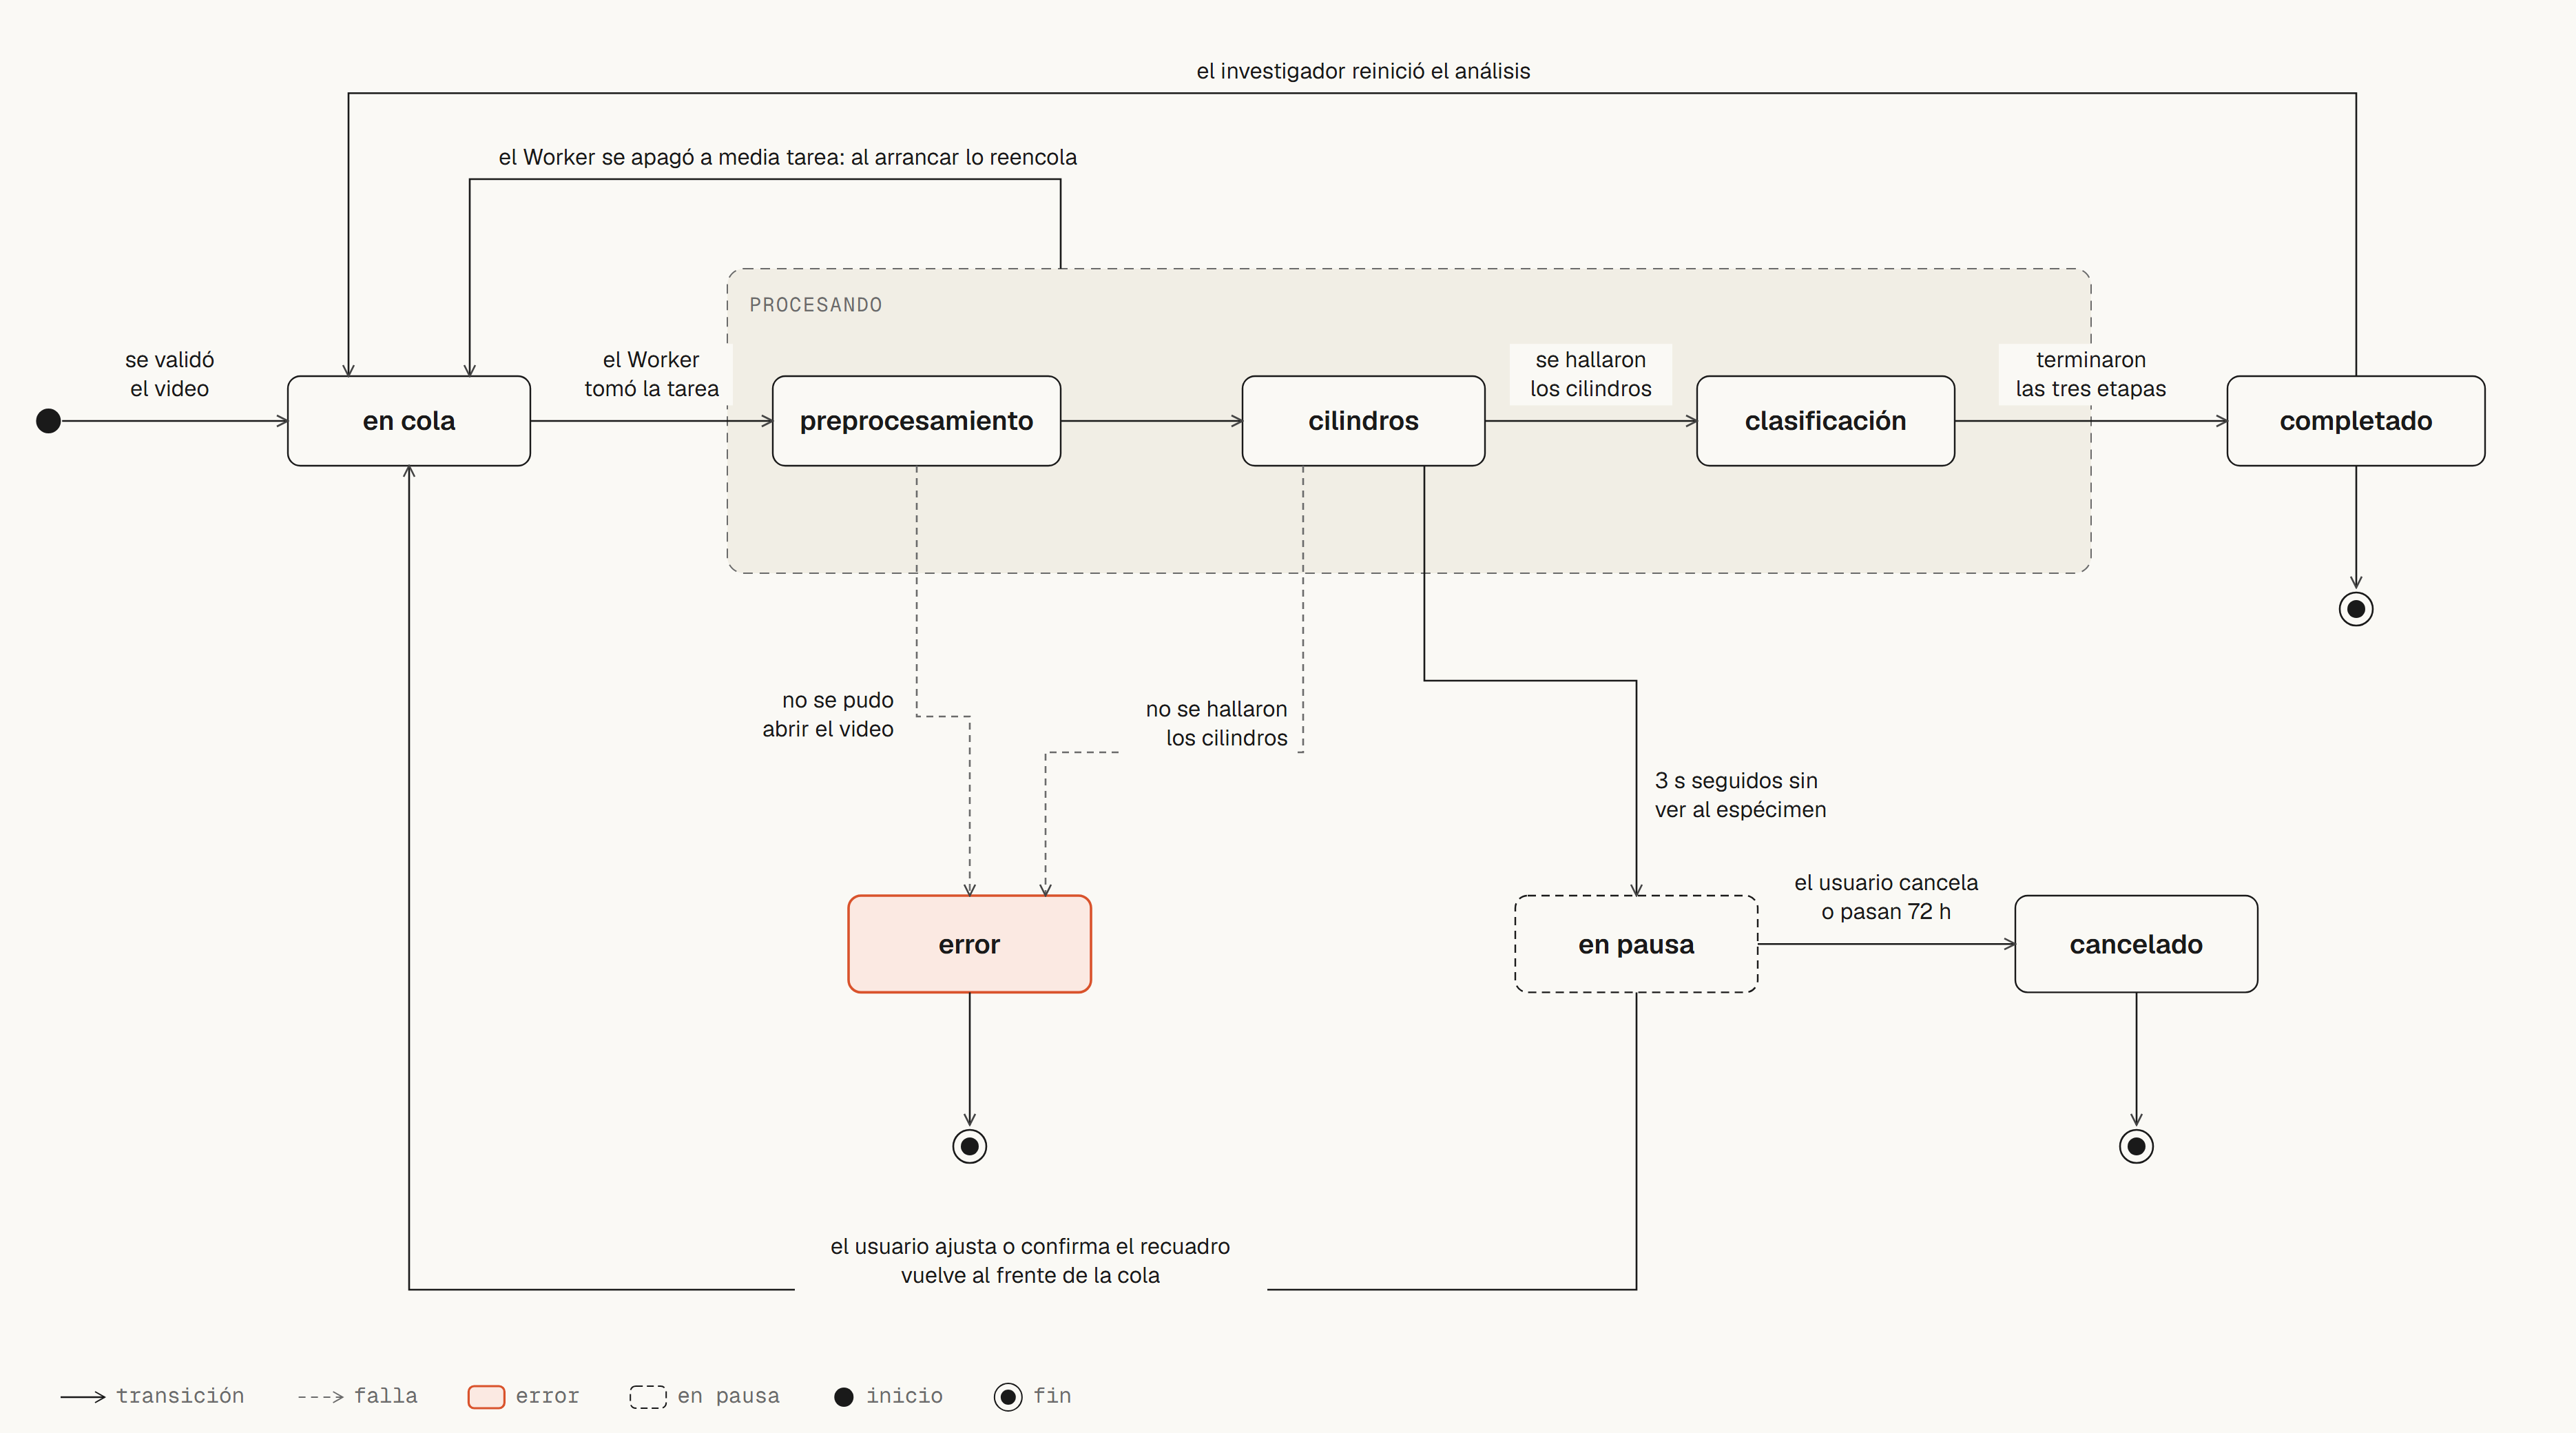 el investigador reinició el análisis
el Worker se apagó a media tarea: al arrancar lo reencola
PROCESANDO
se validó
el video
el Worker
tomó la tarea
se hallaron
los cilindros
terminaron
las tres etapas
en cola
preprocesamiento
cilindros
clasificación
completado
no se pudo
abrir el video
no se hallaron
los cilindros
3 s seguidos sin
ver al espécimen
el usuario cancela
o pasan 72 h
error
en pausa
cancelado
el usuario ajusta o confirma el recuadro
vuelve al frente de la cola
transición
falla
error
en pausa
inicio
fin